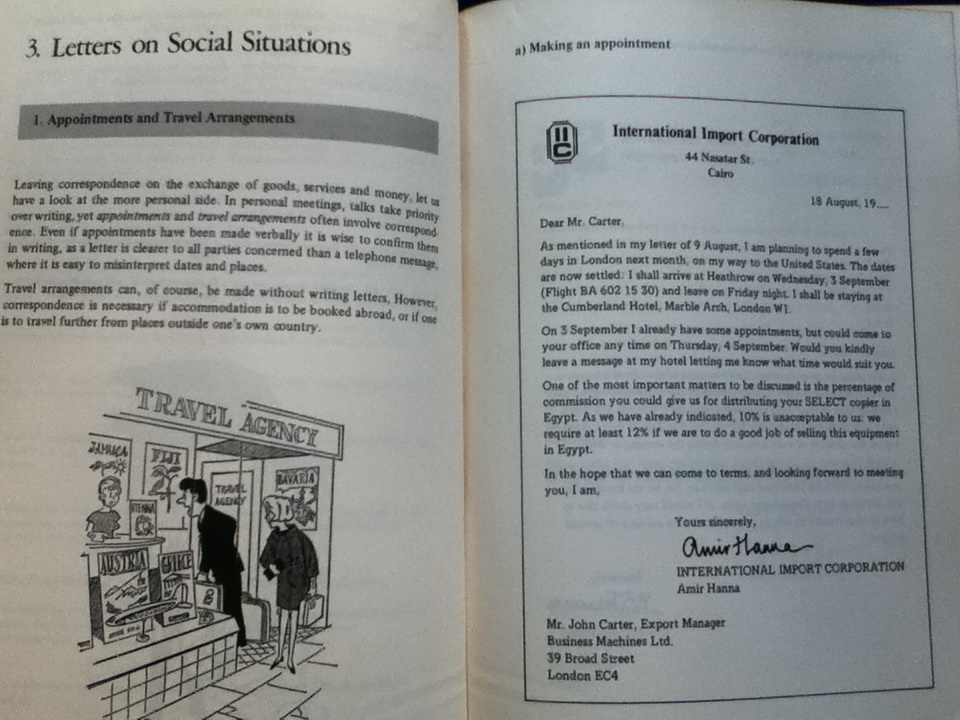 3. Letters on Social Situations
1. Appointments and Travel Arrangements
Leaving correspondence on the exchange of goods, services and money, let us
have a look at the more personal side. In personal meetings, talks take priority
over writing, yet appointments and travel arrangements often involve correspond-
ence. Even if appointments have been made verbally it is wise to confirm them
in writing, as a letter is clearer to all parties concerned than a telephone message,
where it is easy to misinterpret dates and places.
Travel arrangements can, of course, be made without writing letters, However,
correspondence is necessary if accommodation is to be booked abroad, or if one
is to travel further from places outside one's own country.
TRAVEL AGENCY
JAMAICA
FIJI
BAVARIA
TRAVEL
AGENCY
VIENNA
AUSTRIA
GREECE
a) Making an appointment
IIC
International Import Corporation
44 Nasatar St.
Cairo
18 August, 19__
Dear Mr. Carter,
As mentioned in my letter of 9 August, I am planning to spend a few
days in London next month, on my way to the United States. The dates
are now settled: I shall arrive at Heathrow on Wednesday, 3 September
(Flight BA 602 15 30) and leave on Friday night. I shall be staying at
the Cumberland Hotel, Marble Arch, London W1.
On 3 September I already have some appointments, but could come to
your office any time on Thursday, 4 September. Would you kindly
leave a message at my hotel letting me know what time would suit you.
One of the most important matters to be discussed is the percentage of
commission you could give us for distributing your SELECT copier in
Egypt. As we have already indicated, 10% is unacceptable to us: we
require at least 12% if we are to do a good job of selling this equipment
in Egypt.
In the hope that we can come to terms, and looking forward to meeting
you, I am,
Yours sincerely,
Amir Hanna
INTERNATIONAL IMPORT CORPORATION
Amir Hanna
Mr. John Carter, Export Manager
Business Machines Ltd.
39 Broad Street
London EC4